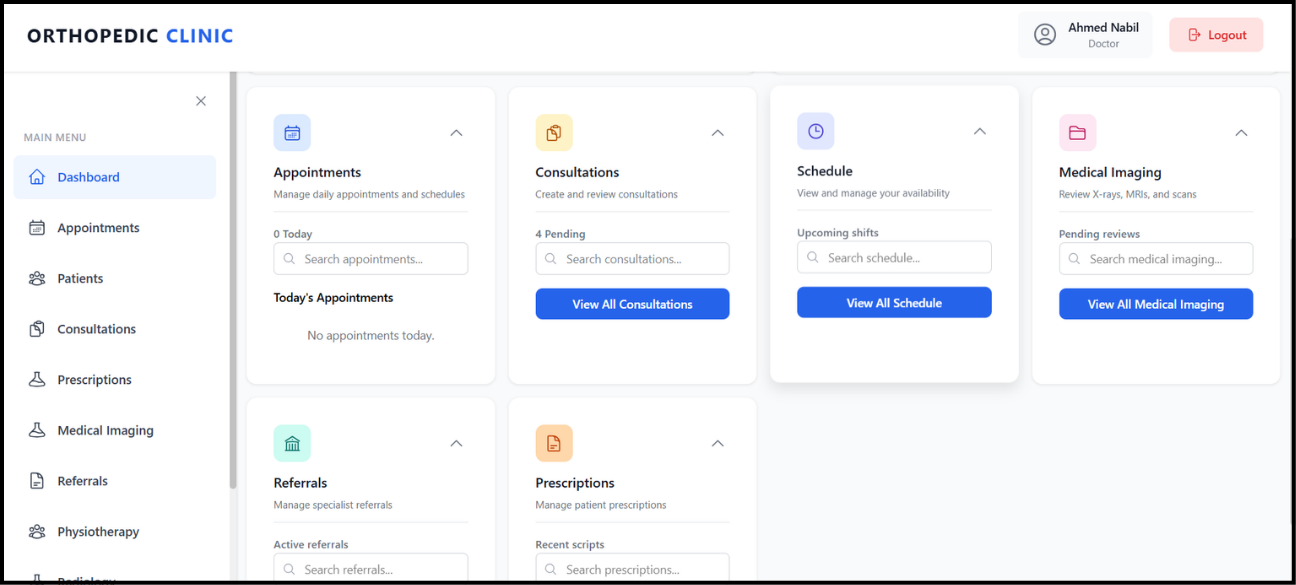 ORTHOPEDIC CLINIC
Ahmed Nabil
Doctor
Logout
MAIN MENU
Dashboard
Appointments
Patients
Consultations
Prescriptions
Medical Imaging
Referrals
Physiotherapy
Radiology
Appointments
Manage daily appointments and schedules
0 Today
Search appointments...
Today's Appointments
No appointments today.
Consultations
Create and review consultations
4 Pending
Search consultations...
View All Consultations
Schedule
View and manage your availability
Upcoming shifts
Search schedule...
View All Schedule
Medical Imaging
Review X-rays, MRIs, and scans
Pending reviews
Search medical imaging...
View All Medical Imaging
Referrals
Manage specialist referrals
Active referrals
Search referrals...
Prescriptions
Manage patient prescriptions
Recent scripts
Search prescriptions...